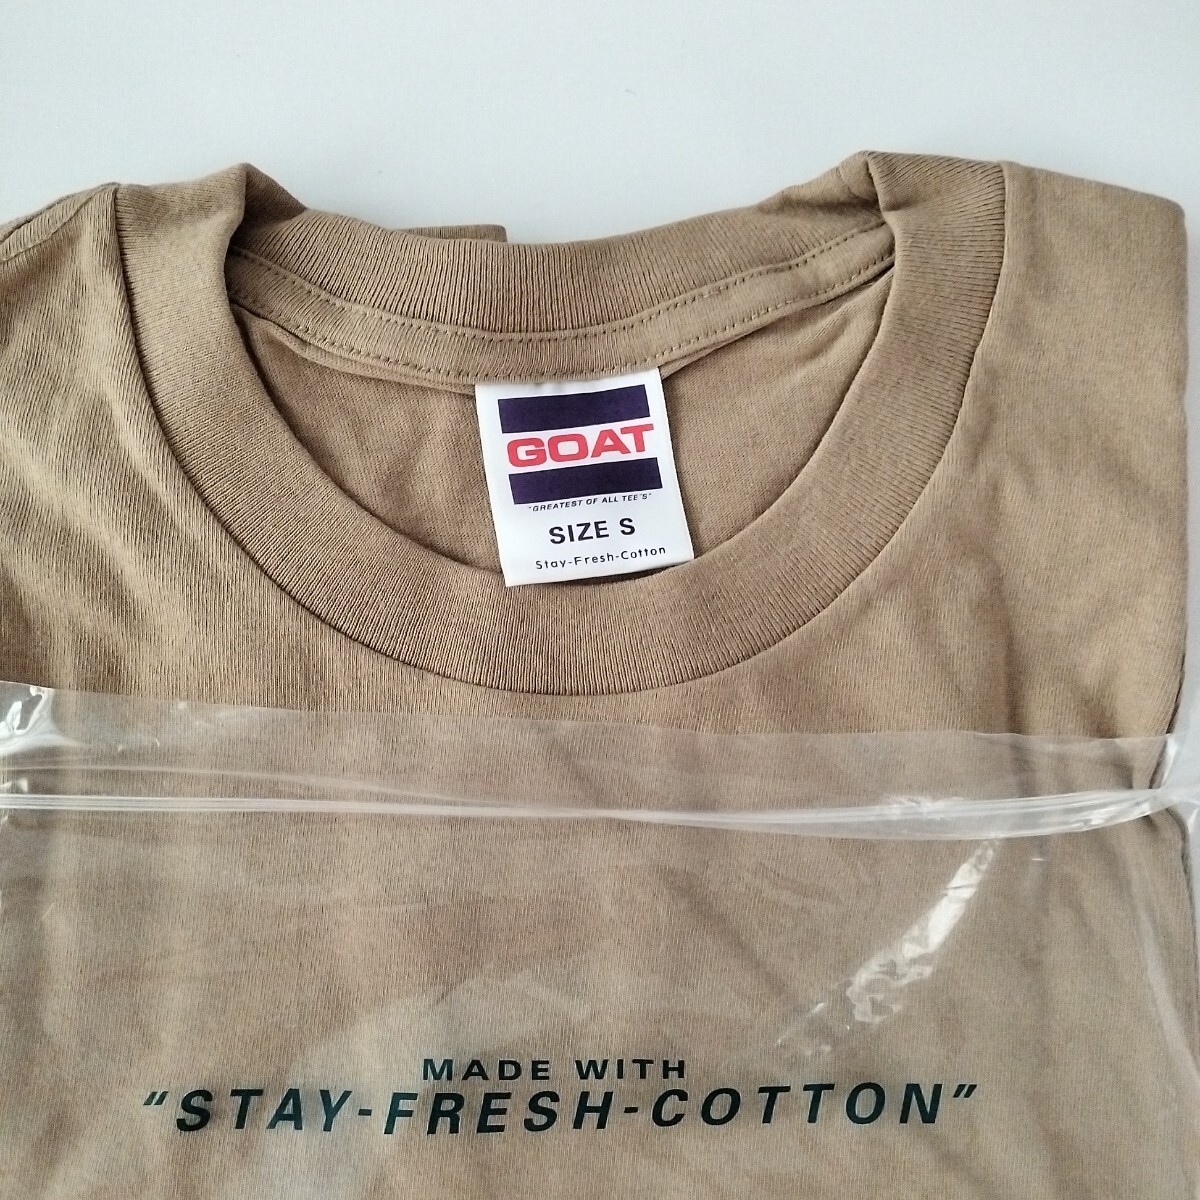 GOAT
"GREATEST OF ALL TEE'S"
SIZE S
Stay-Fresh-Cotton
MADE WITH
"STAY-FRESH-COTTON"